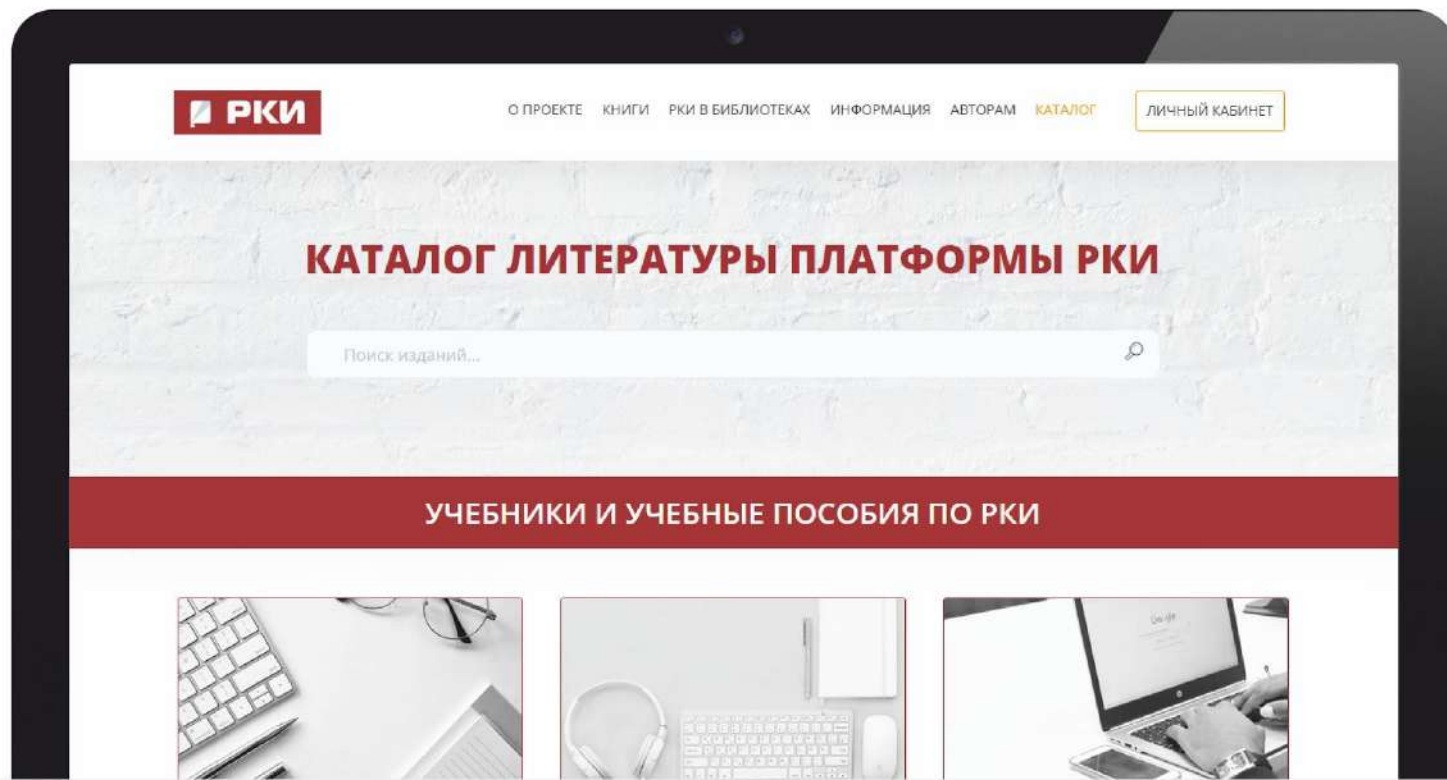 РКИ
О ПРОЕКТЕ КНИГИ РКИ В БИБЛИОТЕКАХ ИНФОРМАЦИЯ АВТОРАМ КАТАЛОГ ЛИЧНЫЙ КАБИНЕТ
КАТАЛОГ ЛИТЕРАТУРЫ ПЛАТФОРМЫ РКИ
Поиск изданий...
УЧЕБНИКИ И УЧЕБНЫЕ ПОСОБИЯ ПО РКИ